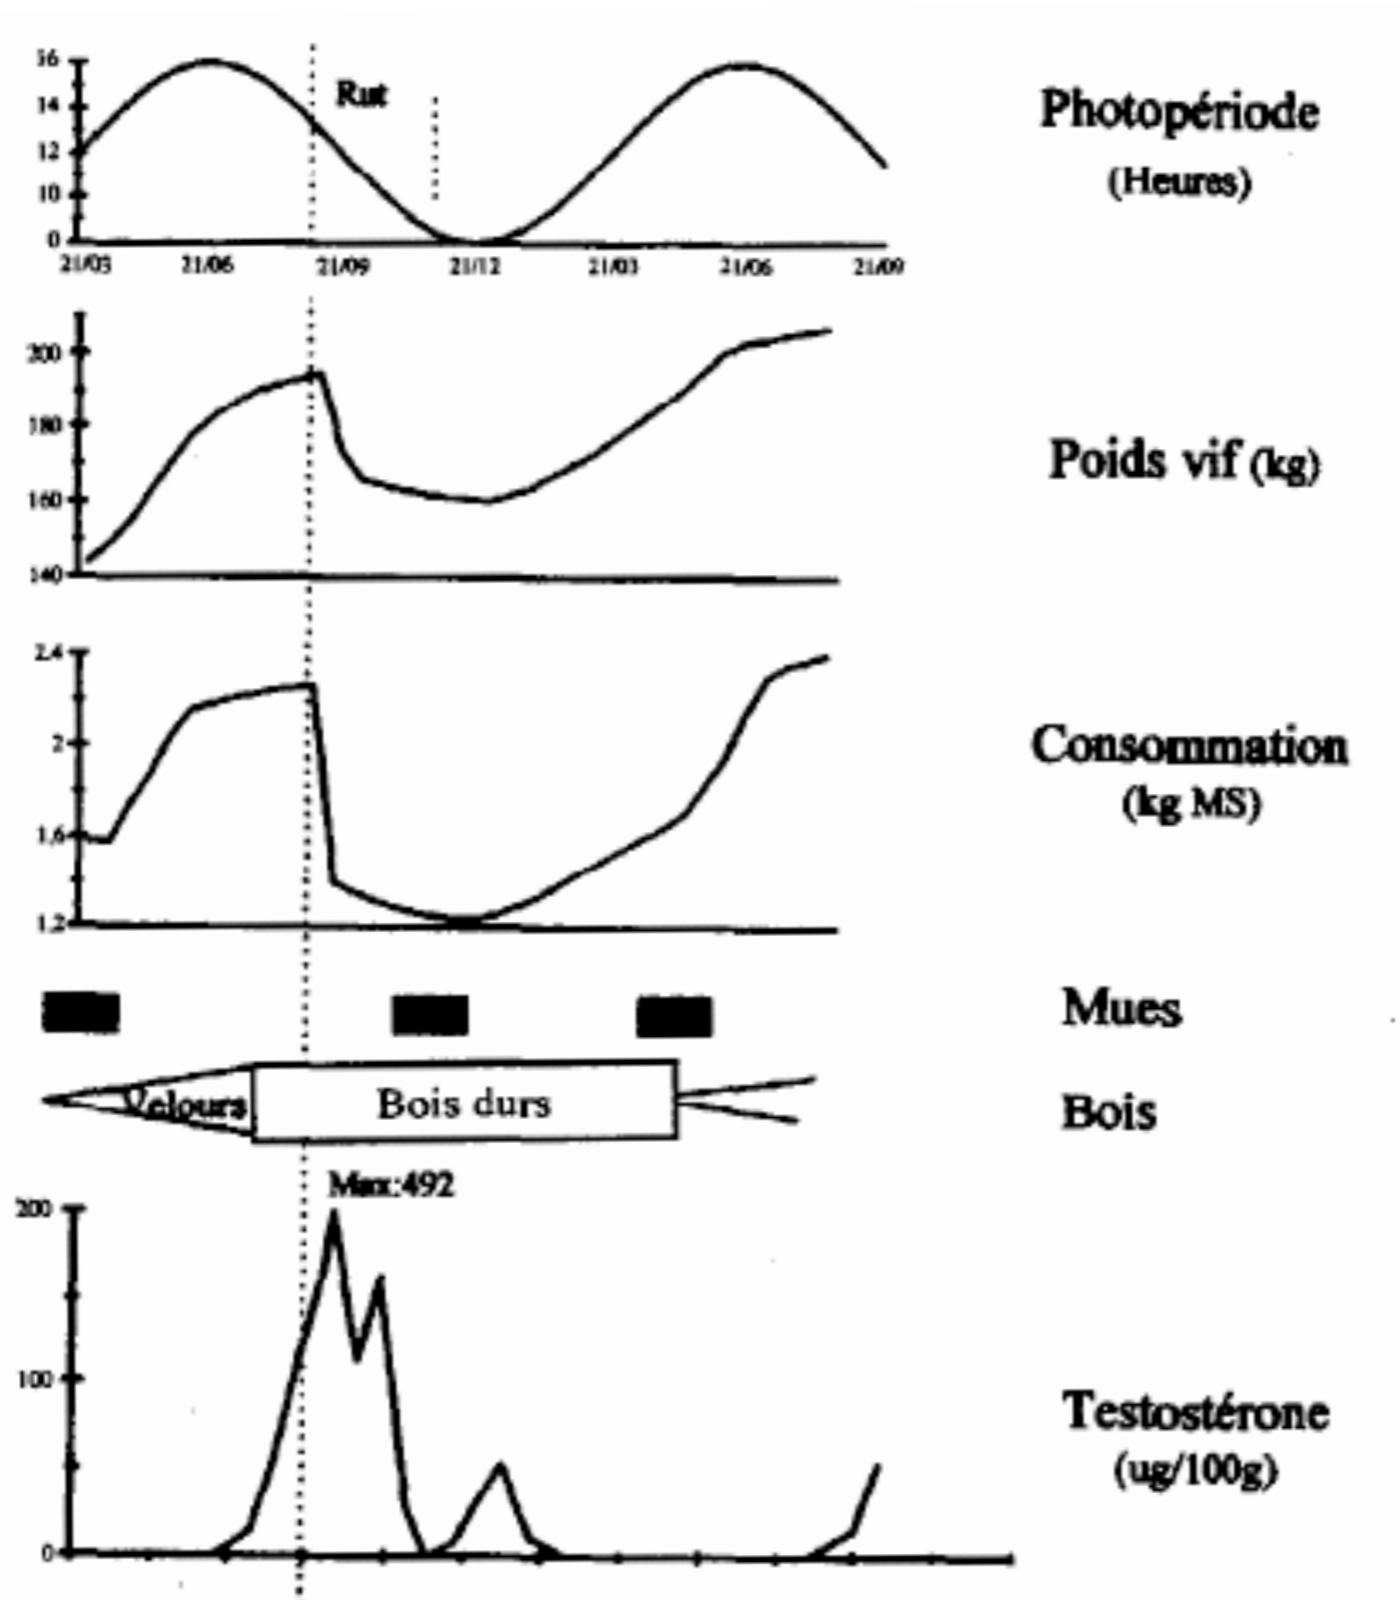 16
Rut
14
12
10
0
Photopériode
(Heures)
21/03 21/06 21/09 21/12 21/03 21/06 21/09
200
180
160
140
Poids vif (kg)
2.4
2
1.6
1.2
Consommation
(kg MS)
Mues
Velours
Bois durs
Bois
Max:492
200
100
0
Testostérone
(ug/100g)